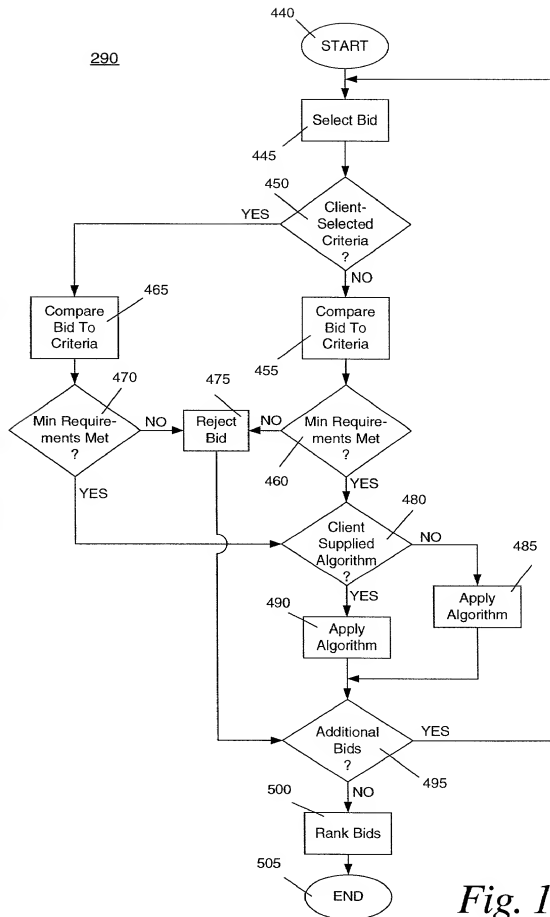 440
START
290
Select Bid
445
450
Client-
Selected
Criteria
?
YES
NO
465
Compare
Bid To
Criteria
Compare
Bid To
Criteria
455
470
475
Min Require-
ments Met
?
NO
Reject
Bid
NO
Min Require-
ments Met
?
460
YES
YES
480
Client
Supplied
Algorithm
?
NO
485
Apply
Algorithm
490
YES
Apply
Algorithm
Additional
Bids
?
YES
495
500
NO
Rank Bids
505
END
Fig. 1